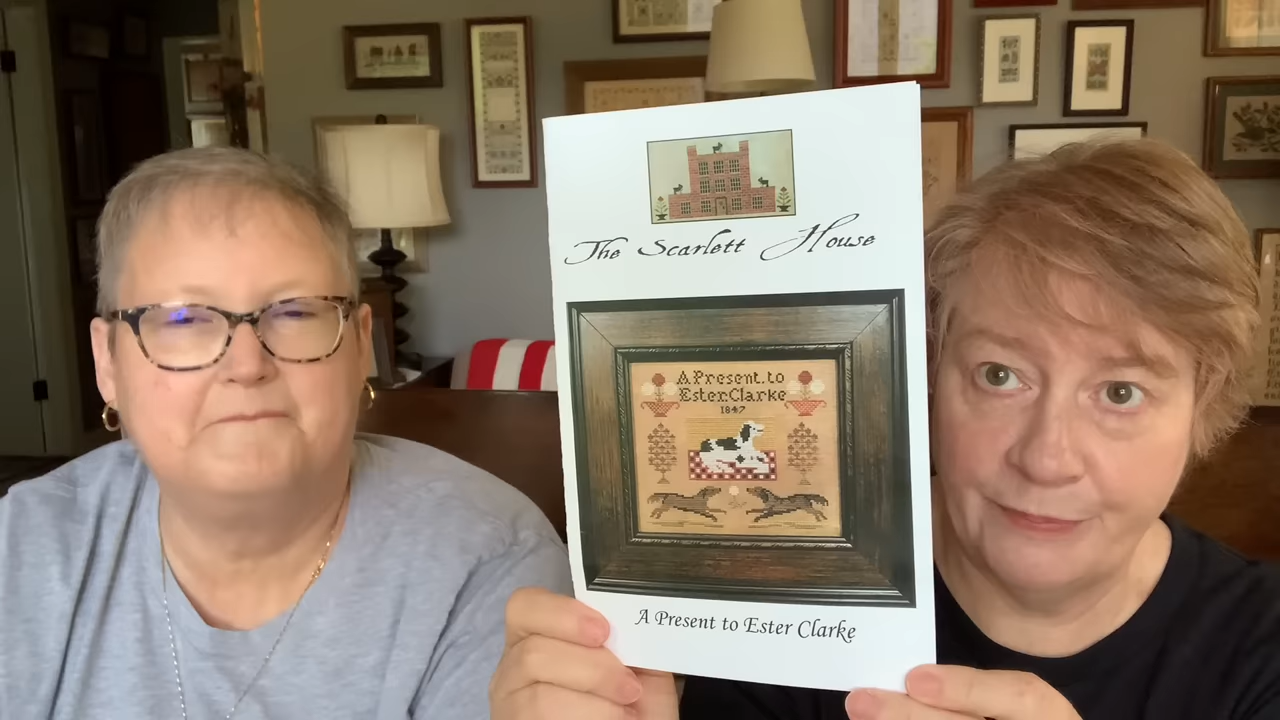 The Scarlett House
A Present to
Ester Clarke
1847
A Present to Ester Clarke